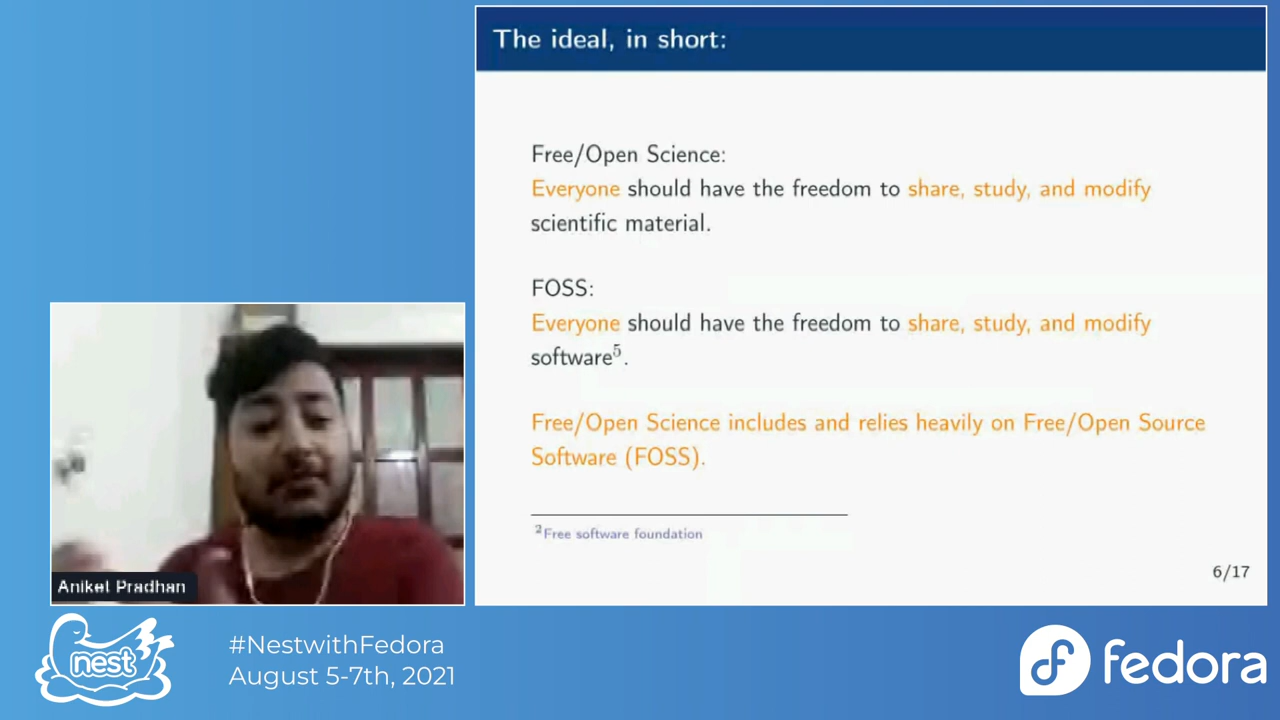 The ideal, in short:
Free/Open Science:
Everyone should have the freedom to share, study, and modify
scientific material.
FOSS:
Everyone should have the freedom to share, study, and modify
software⁵.
Free/Open Science includes and relies heavily on Free/Open Source
Software (FOSS).
²Free software foundation
6/17
Aniket Pradhan
nest
#NestwithFedora
August 5-7th, 2021
fedora